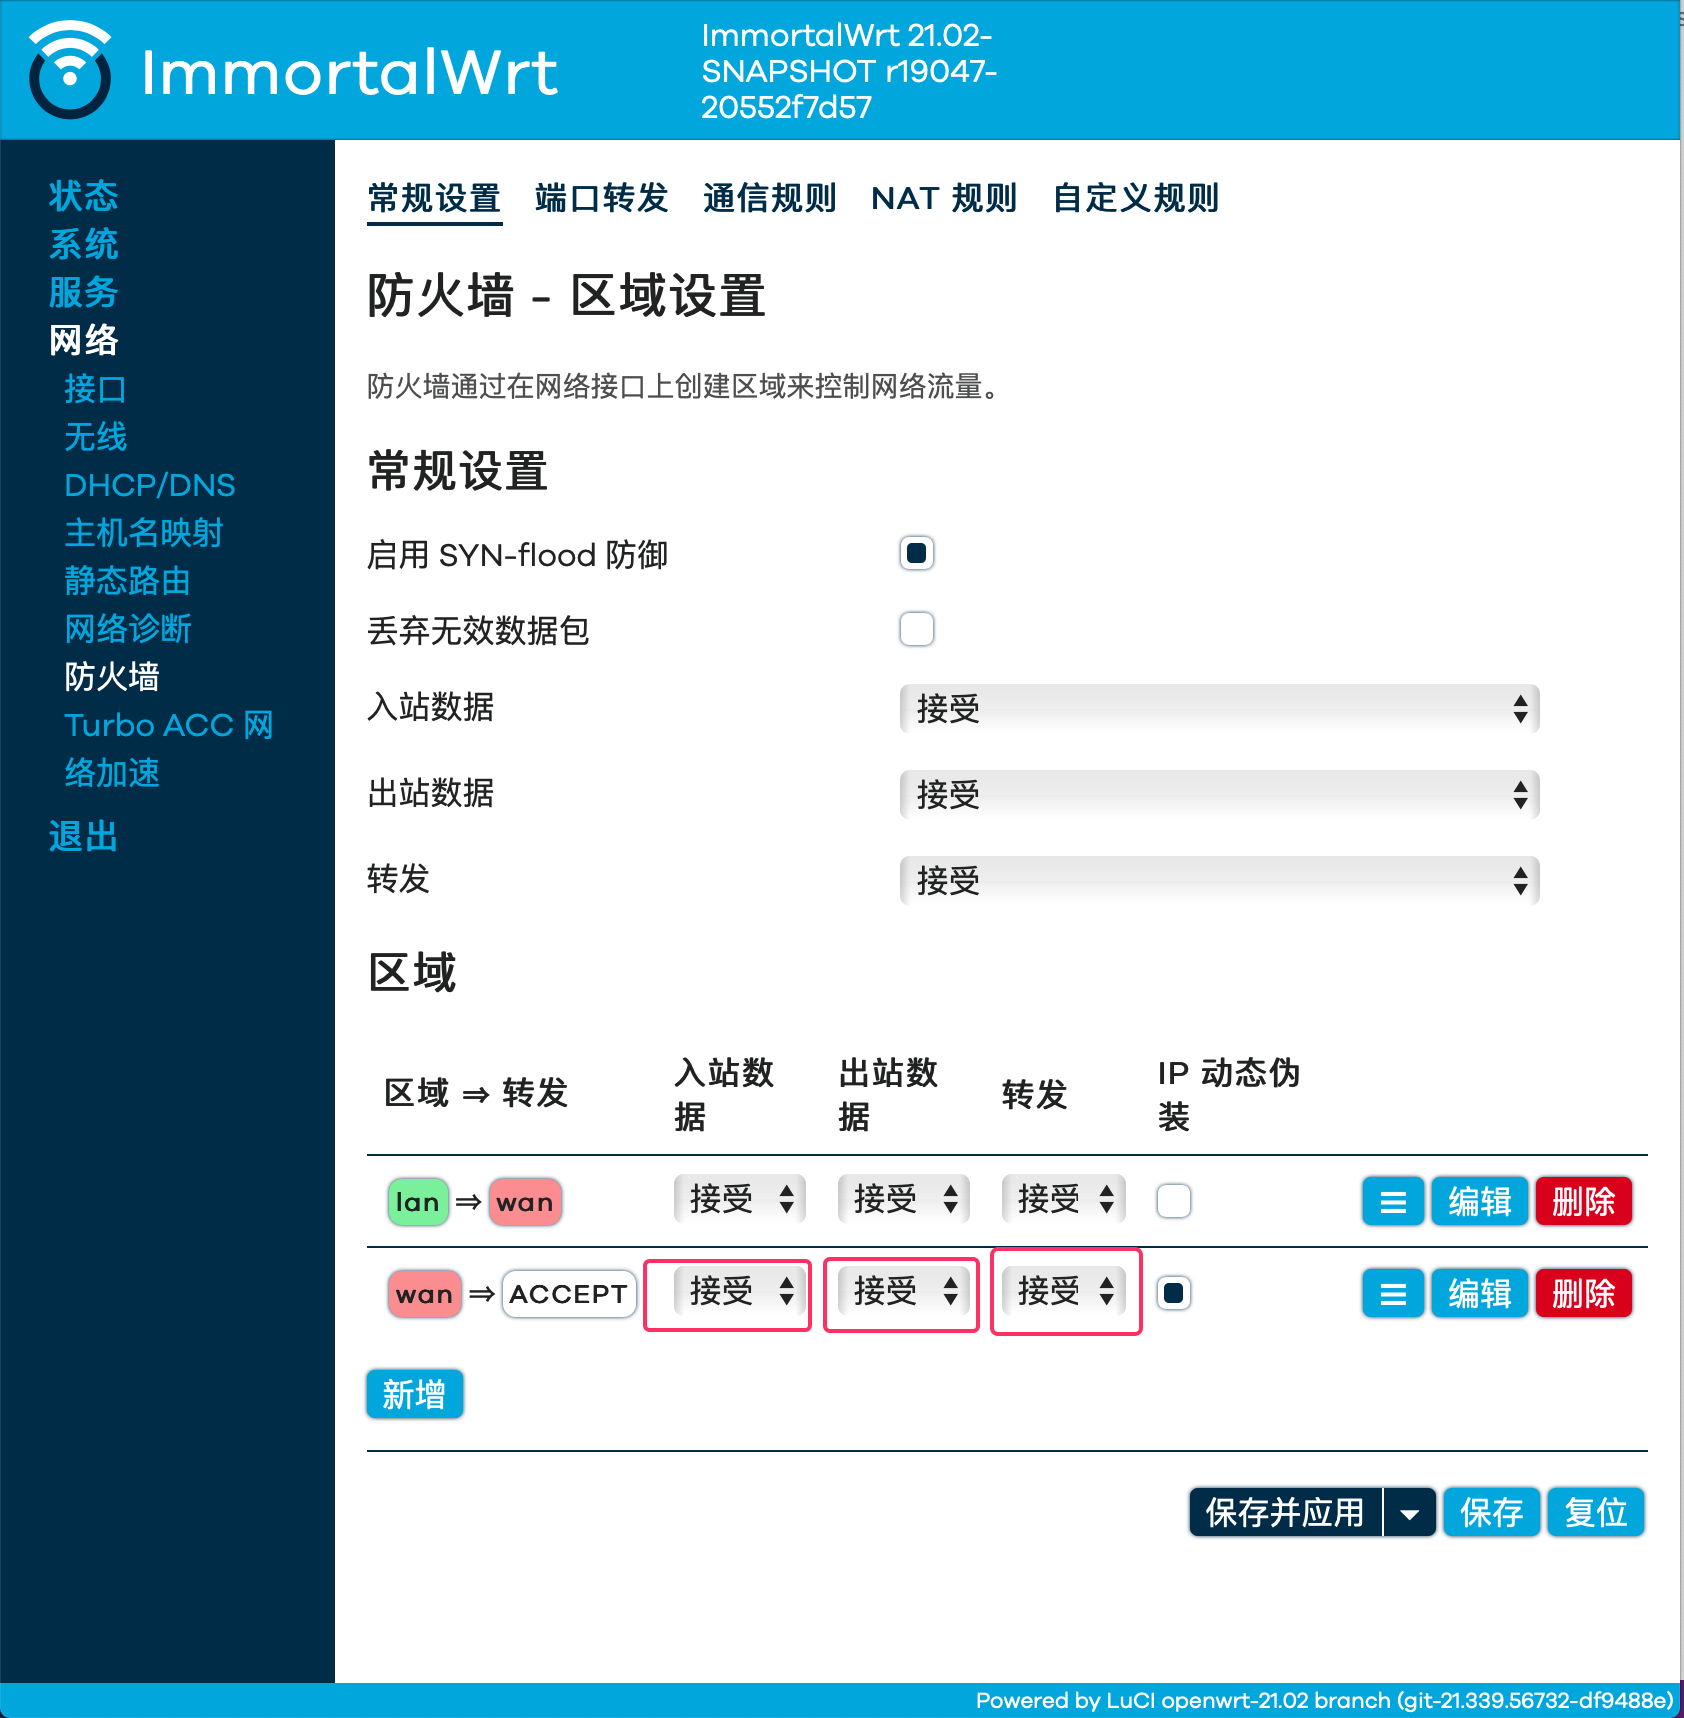 ImmortalWrt
ImmortalWrt 21.02-
SNAPSHOT r19047-
20552f7d57
状态
系统
服务
网络
接口
无线
DHCP/DNS
主机名映射
静态路由
网络诊断
防火墙
Turbo ACC 网
络加速
退出
常规设置 端口转发 通信规则 NAT 规则 自定义规则
防火墙 - 区域设置
防火墙通过在网络接口上创建区域来控制网络流量。
常规设置
启用 SYN-flood 防御
丢弃无效数据包
入站数据 接受
出站数据 接受
转发 接受
区域
区域 ⇒ 转发 入站数据 出站数据 转发 IP 动态伪装
lan ⇒ wan 接受 接受 接受 编辑 删除
wan ⇒ ACCEPT 接受 接受 接受 编辑 删除
新增
保存并应用 保存 复位
Powered by LuCI openwrt-21.02 branch (git-21.339.56732-df9488e)